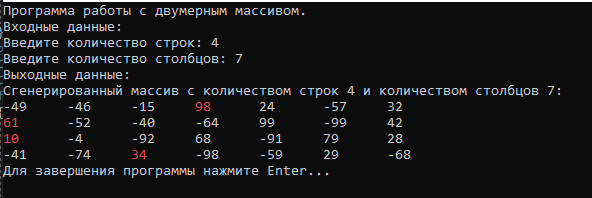 Программа работы с двумерным массивом.
Входные данные:
Введите количество строк: 4
Введите количество столбцов: 7
Выходные данные:
Сгенерированный массив с количеством строк 4 и количеством столбцов 7:
-49 -46 -15 98 24 -57 32
61 -52 -40 -64 99 -99 42
10 -4 -92 68 -91 79 28
-41 -74 34 -98 -59 29 -68
Для завершения программы нажмите Enter...